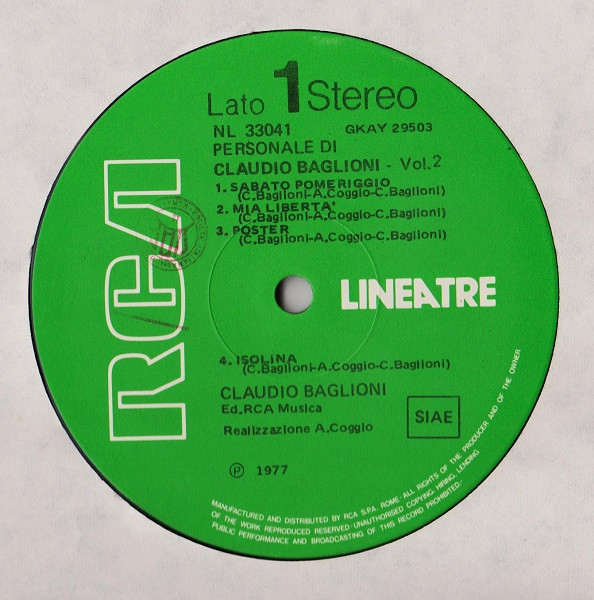 Lato 1 Stereo
NL 33041 GKAY 29503
PERSONALE DI
CLAUDIO BAGLIONI - Vol.2
1. SABATO POMERIGGIO
(C.Baglioni-A.Coggio-C.Baglioni)
2. MIA LIBERTA'
(C.Baglioni-A.Coggio-C.Baglioni)
3. POSTER
(C.Baglioni-A.Coggio-C.Baglioni)
RCA
LINEATRE
4. ISOLINA
(C.Baglioni-A.Coggio-C.Baglioni)
CLAUDIO BAGLIONI
Ed.RCA Musica
SIAE
Realizzazione A.Coggio
℗ 1977
MANUFACTURED AND DISTRIBUTED BY RCA S.P.A. ROME· ALL RIGHTS OF THE PRODUCER AND OF THE OWNER
OF THE WORK REPRODUCED RESERVED·UNAUTHORISED COPYING, HIRING, LENDING
PUBLIC PERFORMANCE AND BROADCASTING OF THIS RECORD PROHIBITED·